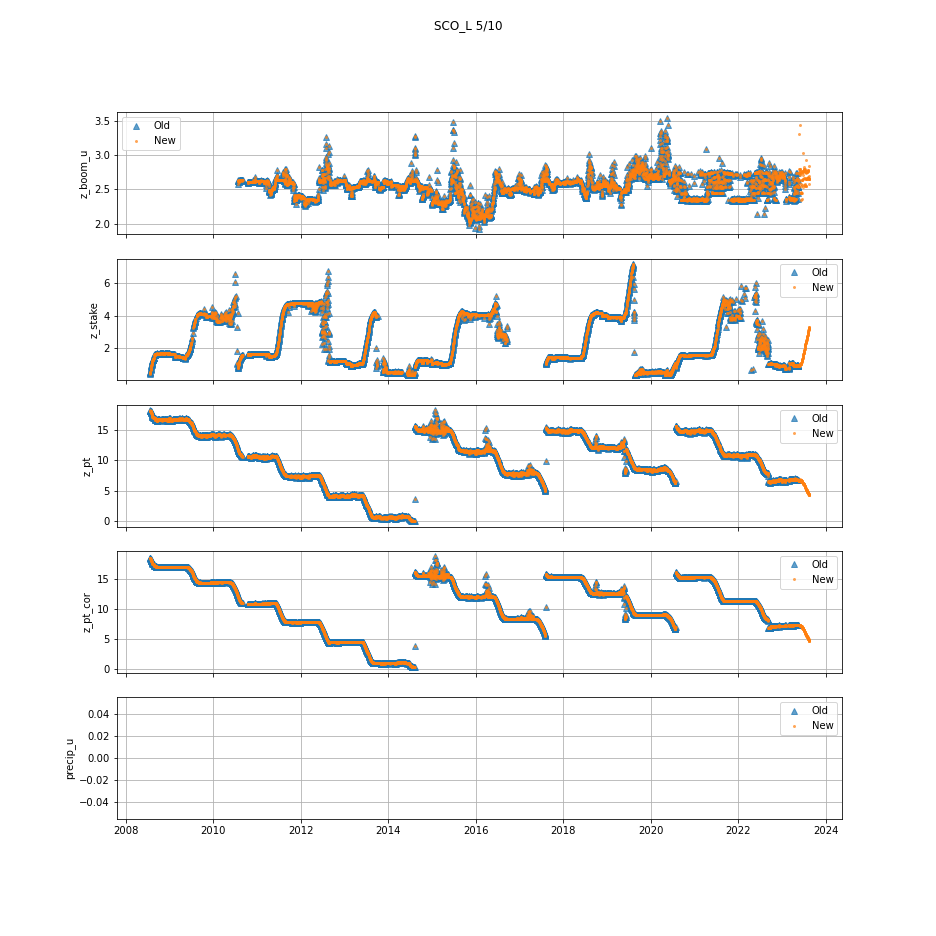 SCO_L 5/10
z_boom_u
3.5
3.0
2.5
2.0
Old
New
z_stake
6
4
2
Old
New
z_pt
15
10
5
0
Old
New
z_pt_cor
15
10
5
0
Old
New
precip_u
0.04
0.02
0.00
−0.02
−0.04
Old
New
2008 2010 2012 2014 2016 2018 2020 2022 2024